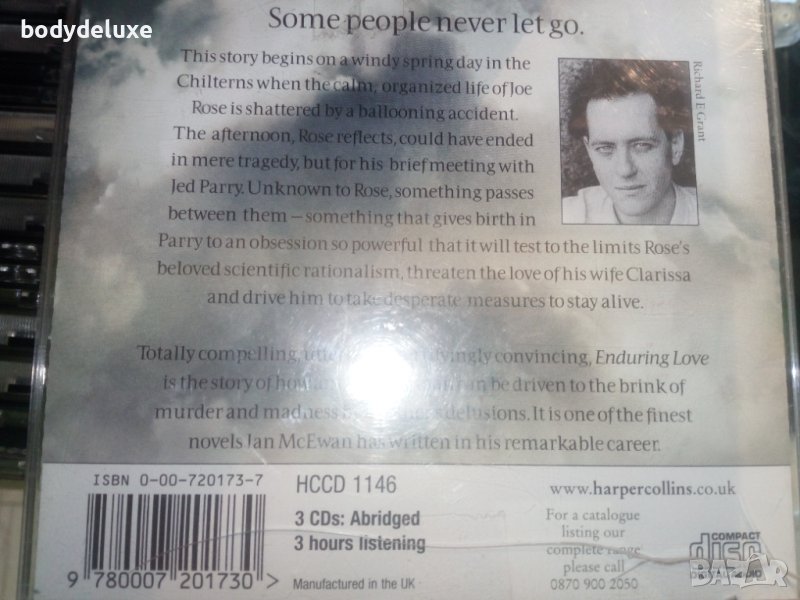 bodydeluxe
Some people never let go.
This story begins on a windy spring day in the
Chilterns when the calm, organized life of Joe
Rose is shattered by a ballooning accident.
The afternoon, Rose reflects, could have ended
in mere tragedy, but for his brief meeting with
Jed Parry. Unknown to Rose, something passes
between them – something that gives birth in
Parry to an obsession so powerful that it will test to the limits Rose's
beloved scientific rationalism, threaten the love of his wife Clarissa
and drive him to take desperate measures to stay alive.
Richard E Grant
Totally compelling, convincing, Enduring Love
is the story of how be driven to the brink of
murder and madness delusions. It is one of the finest
novels Ian McEwan has written in his remarkable career.
ISBN 0-00-720173-7
9 780007 201730 >
HCCD 1146
3 CDs: Abridged
3 hours listening
Manufactured in the UK
www.harpercollins.co.uk
For a catalogue
listing our
complete range
please call
0870 900 2050
COMPACT
disc
BAZAR